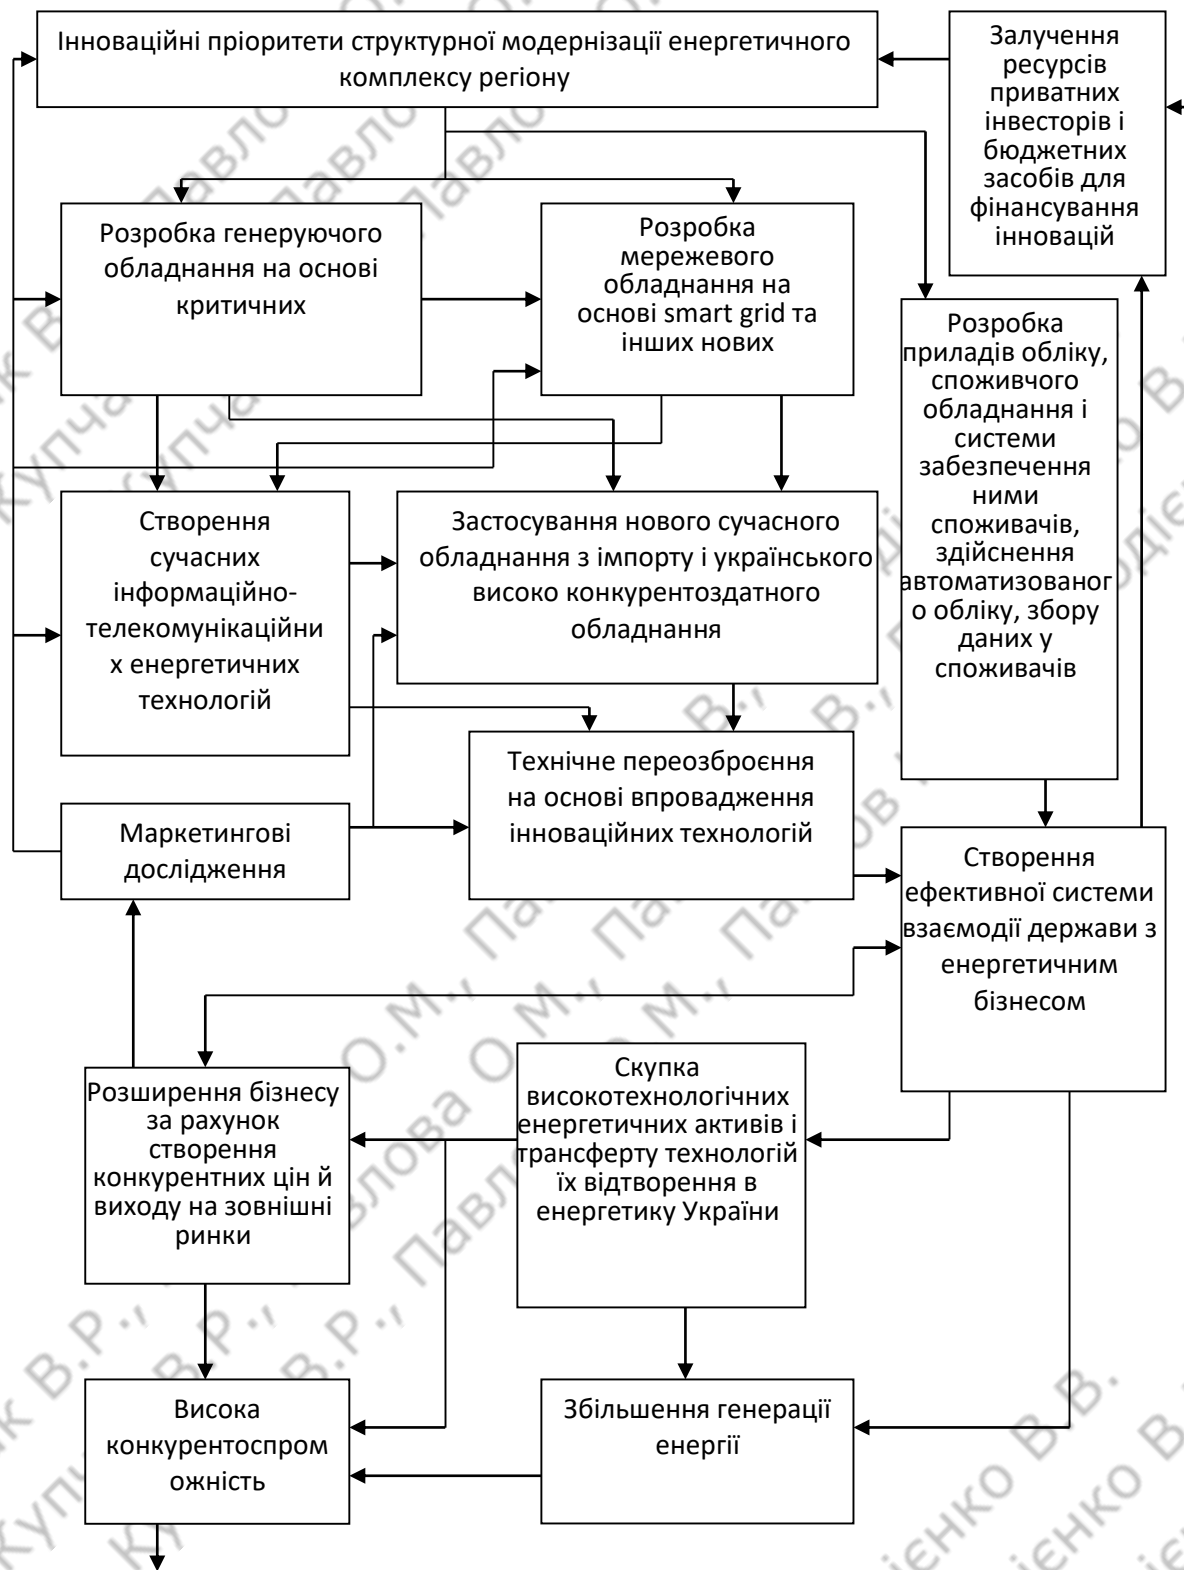 Інноваційні пріоритети структурної модернізації енергетичного
комплексу регіону
Залучення
ресурсів
приватних
інвесторів і
бюджетних
засобів для
фінансування
інновацій
Розробка генеруючого
обладнання на основі
критичних
Розробка
мережевого
обладнання на
основі smart grid та
інших нових
Розробка
приладів обліку,
споживчого
обладнання і
системи
забезпечення
ними
споживачів,
здійснення
автоматизованог
о обліку, збору
даних у
споживачів
Створення
сучасних
інформаційно-
телекомунікаційни
х енергетичних
технологій
Застосування нового сучасного
обладнання з імпорту і українського
високо конкурентоздатного
обладнання
Технічне переозброєння
на основі впровадження
інноваційних технологій
Маркетингові
дослідження
Створення
ефективної системи
взаємодії держави з
енергетичним
бізнесом
Розширення бізнесу
за рахунок
створення
конкурентних цін й
виходу на зовнішні
ринки
Скупка
високотехнологічних
енергетичних активів і
трансферту технологій
їх відтворення в
енергетику України
Висока
конкурентоспром
ожність
Збільшення генерації
енергії